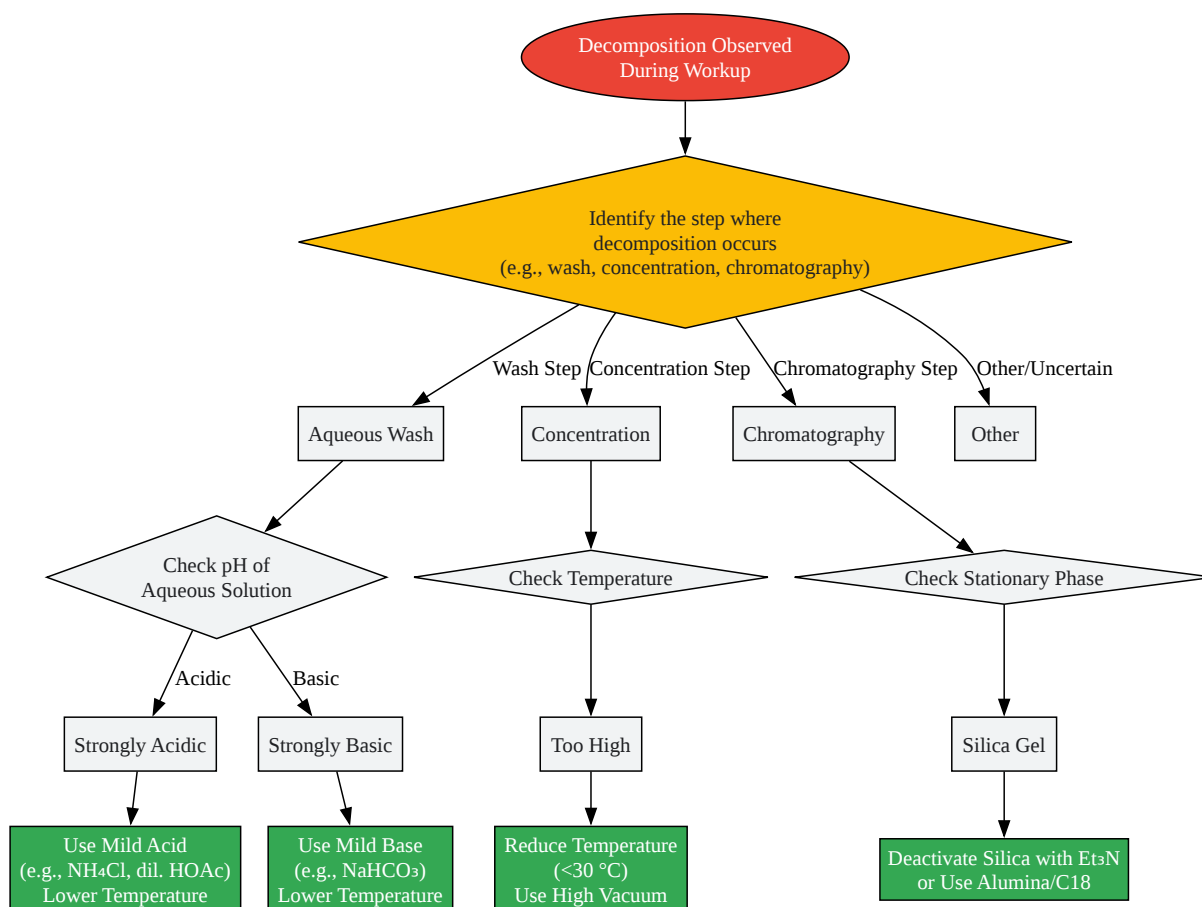 Decomposition Observed
During Workup
Identify the step where
decomposition occurs
(e.g., wash, concentration, chromatography)
Wash Step
Concentration Step
Chromatography Step
Other/Uncertain
Aqueous Wash
Concentration
Chromatography
Other
Check pH of
Aqueous Solution
Check Temperature
Check Stationary Phase
Acidic
Basic
Strongly Acidic
Strongly Basic
Too High
Silica Gel
Use Mild Acid
(e.g., NH₄Cl, dil. HOAc)
Lower Temperature
Use Mild Base
(e.g., NaHCO₃)
Lower Temperature
Reduce Temperature
(<30 °C)
Use High Vacuum
Deactivate Silica with Et₃N
or Use Alumina/C18